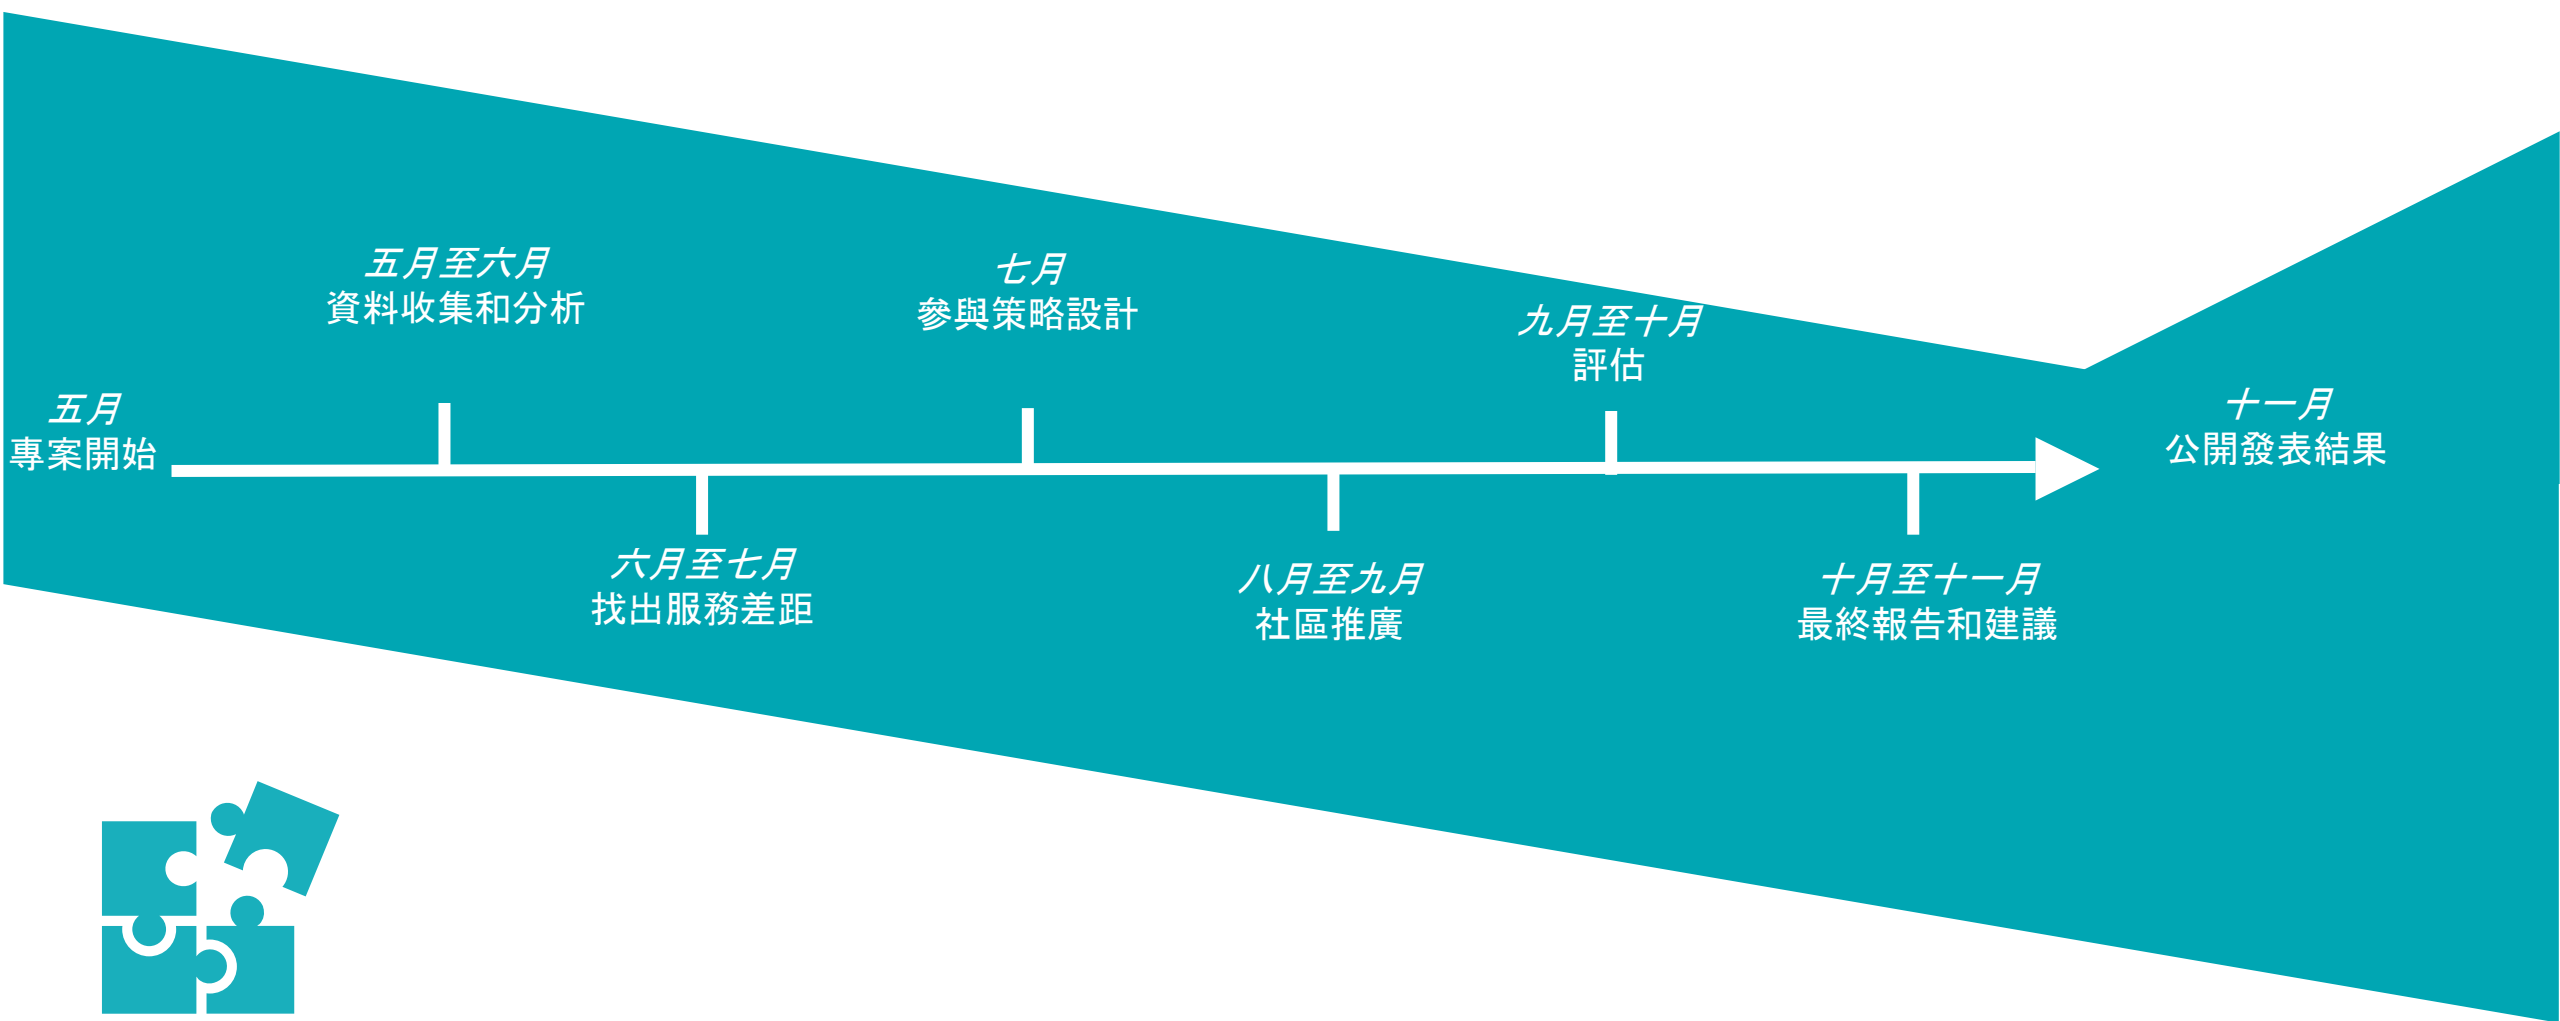 五月
專案開始
五月至六月
資料收集和分析
六月至七月
找出服務差距
七月
參與策略設計
八月至九月
社區推廣
九月至十月
評估
十月至十一月
最終報告和建議
十一月
公開發表結果